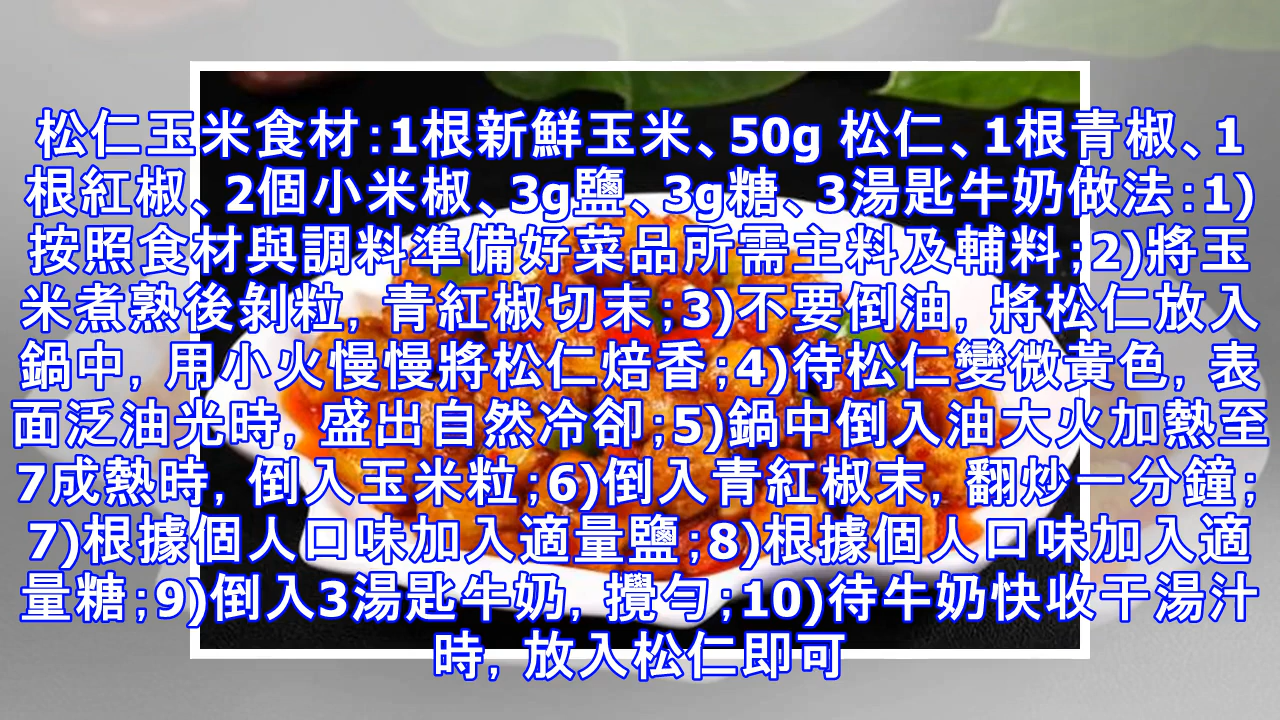 松仁玉米食材:1根新鮮玉米、50g 松仁、1根青椒、1
根紅椒、2個小米椒、3g鹽、3g糖、3湯匙牛奶做法:1)
按照食材與調料準備好菜品所需主料及輔料;2)將玉
米煮熟後剝粒, 青紅椒切末;3)不要倒油, 將松仁放入
鍋中, 用小火慢慢將松仁焙香;4)待松仁變微黃色, 表
面泛油光時, 盛出自然冷卻;5)鍋中倒入油大火加熱至
7成熱時, 倒入玉米粒;6)倒入青紅椒末, 翻炒一分鐘;
7)根據個人口味加入適量鹽;8)根據個人口味加入適
量糖;9)倒入3湯匙牛奶, 攪勻;10)待牛奶快收干湯汁
時, 放入松仁即可